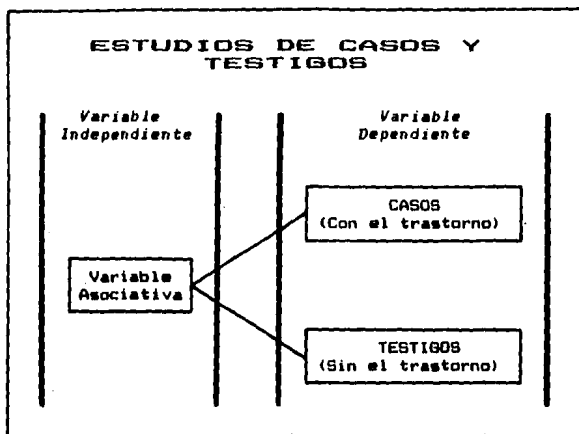 ESTUDIOS DE CASOS Y
TESTIGOS
Variable
Independiente
Variable
Dependiente
CASOS
(Con el trastorno)
Variable
Asociativa
TESTIGOS
(Sin el trastorno)